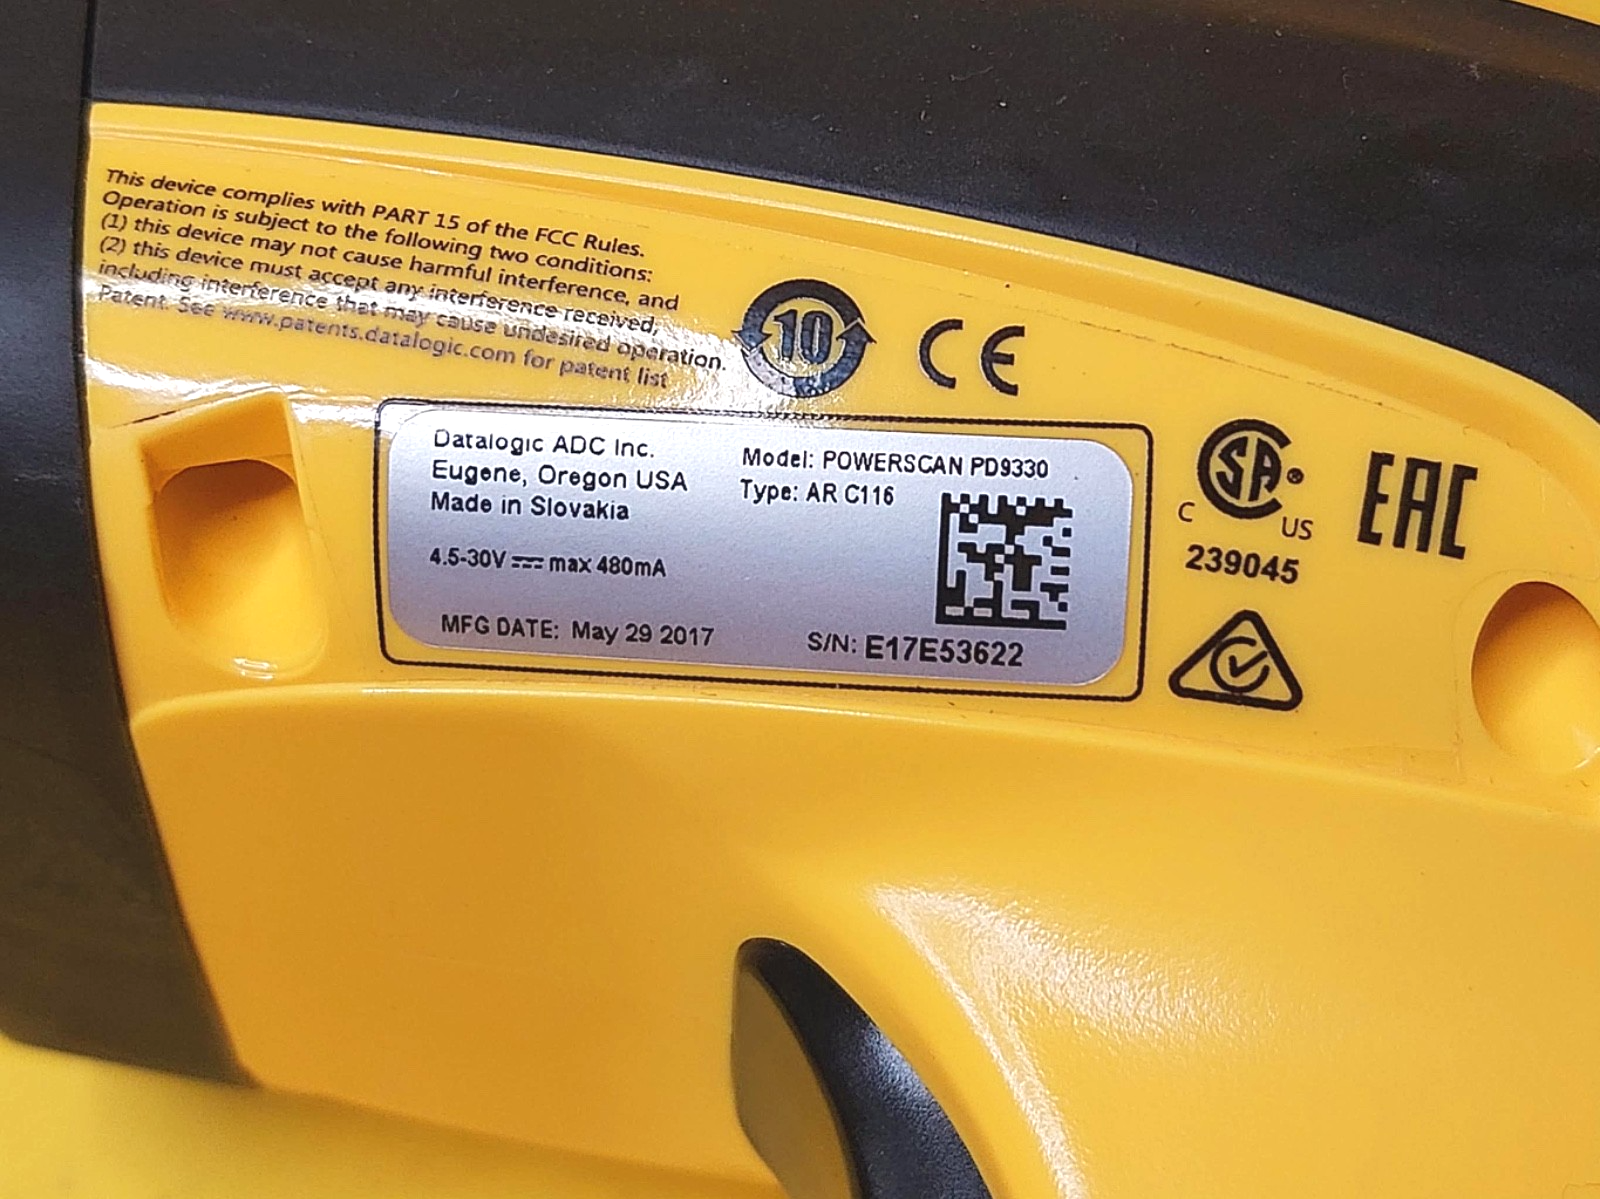 This device complies with PART 15 of the FCC Rules.
Operation is subject to the following two conditions:
(1) this device may not cause harmful interference, and
(2) this device must accept any interference received,
including interference that may cause undesired operation.
Patent. See www.patents.datalogic.com for patent list
10
CE
Datalogic ADC Inc.
Eugene, Oregon USA
Made in Slovakia
4.5-30V ⎓ max 480mA
MFG DATE: May 29 2017
Model: POWERSCAN PD9330
Type: AR C116
S/N: E17E53622
SA®
C US
239045
EAC